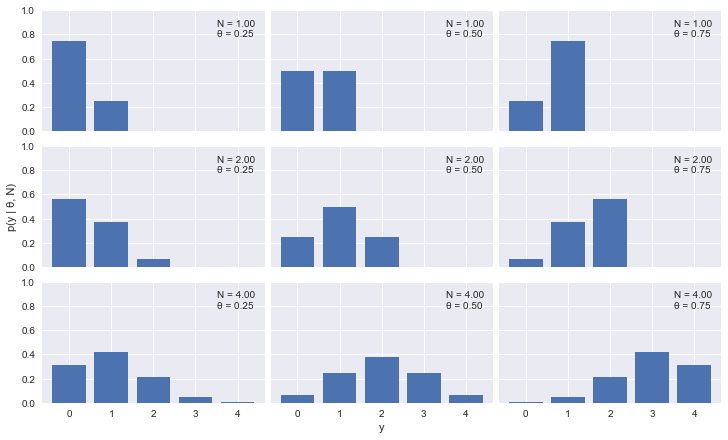 1.0
0.8
0.6
0.4
0.2
0.0
N = 1.00
θ = 0.25
N = 1.00
θ = 0.50
N = 1.00
θ = 0.75
p(y | θ, N)
1.0
0.8
0.6
0.4
0.2
0.0
N = 2.00
θ = 0.25
N = 2.00
θ = 0.50
N = 2.00
θ = 0.75
1.0
0.8
0.6
0.4
0.2
0.0
N = 4.00
θ = 0.25
N = 4.00
θ = 0.50
N = 4.00
θ = 0.75
0 1 2 3 4
0 1 2 3 4
0 1 2 3 4
y